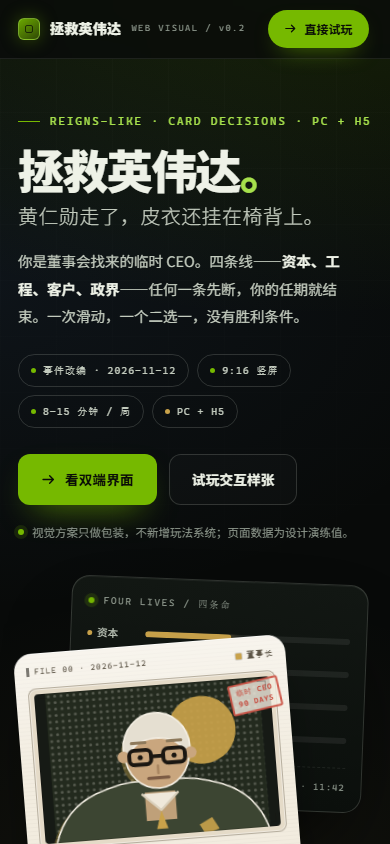 拯救英伟达 WEB VISUAL / v0.2 → 直接试玩
REIGNS-LIKE · CARD DECISIONS · PC + H5
拯救英伟达。
黄仁勋走了，皮衣还挂在椅背上。
你是董事会找来的临时 CEO。四条线——资本、工
程、客户、政界——任何一条先断，你的任期就结
束。一次滑动，一个二选一，没有胜利条件。
事件改编 · 2026-11-12
9:16 竖屏
8-15 分钟 / 局
PC + H5
→ 看双端界面
试玩交互样张
视觉方案只做包装，不新增玩法系统；页面数据为设计演练值。
FOUR LIVES / 四条命
资本
FILE 00 · 2026-11-12
董事长
临时 CEO
90 DAYS
· 11:42